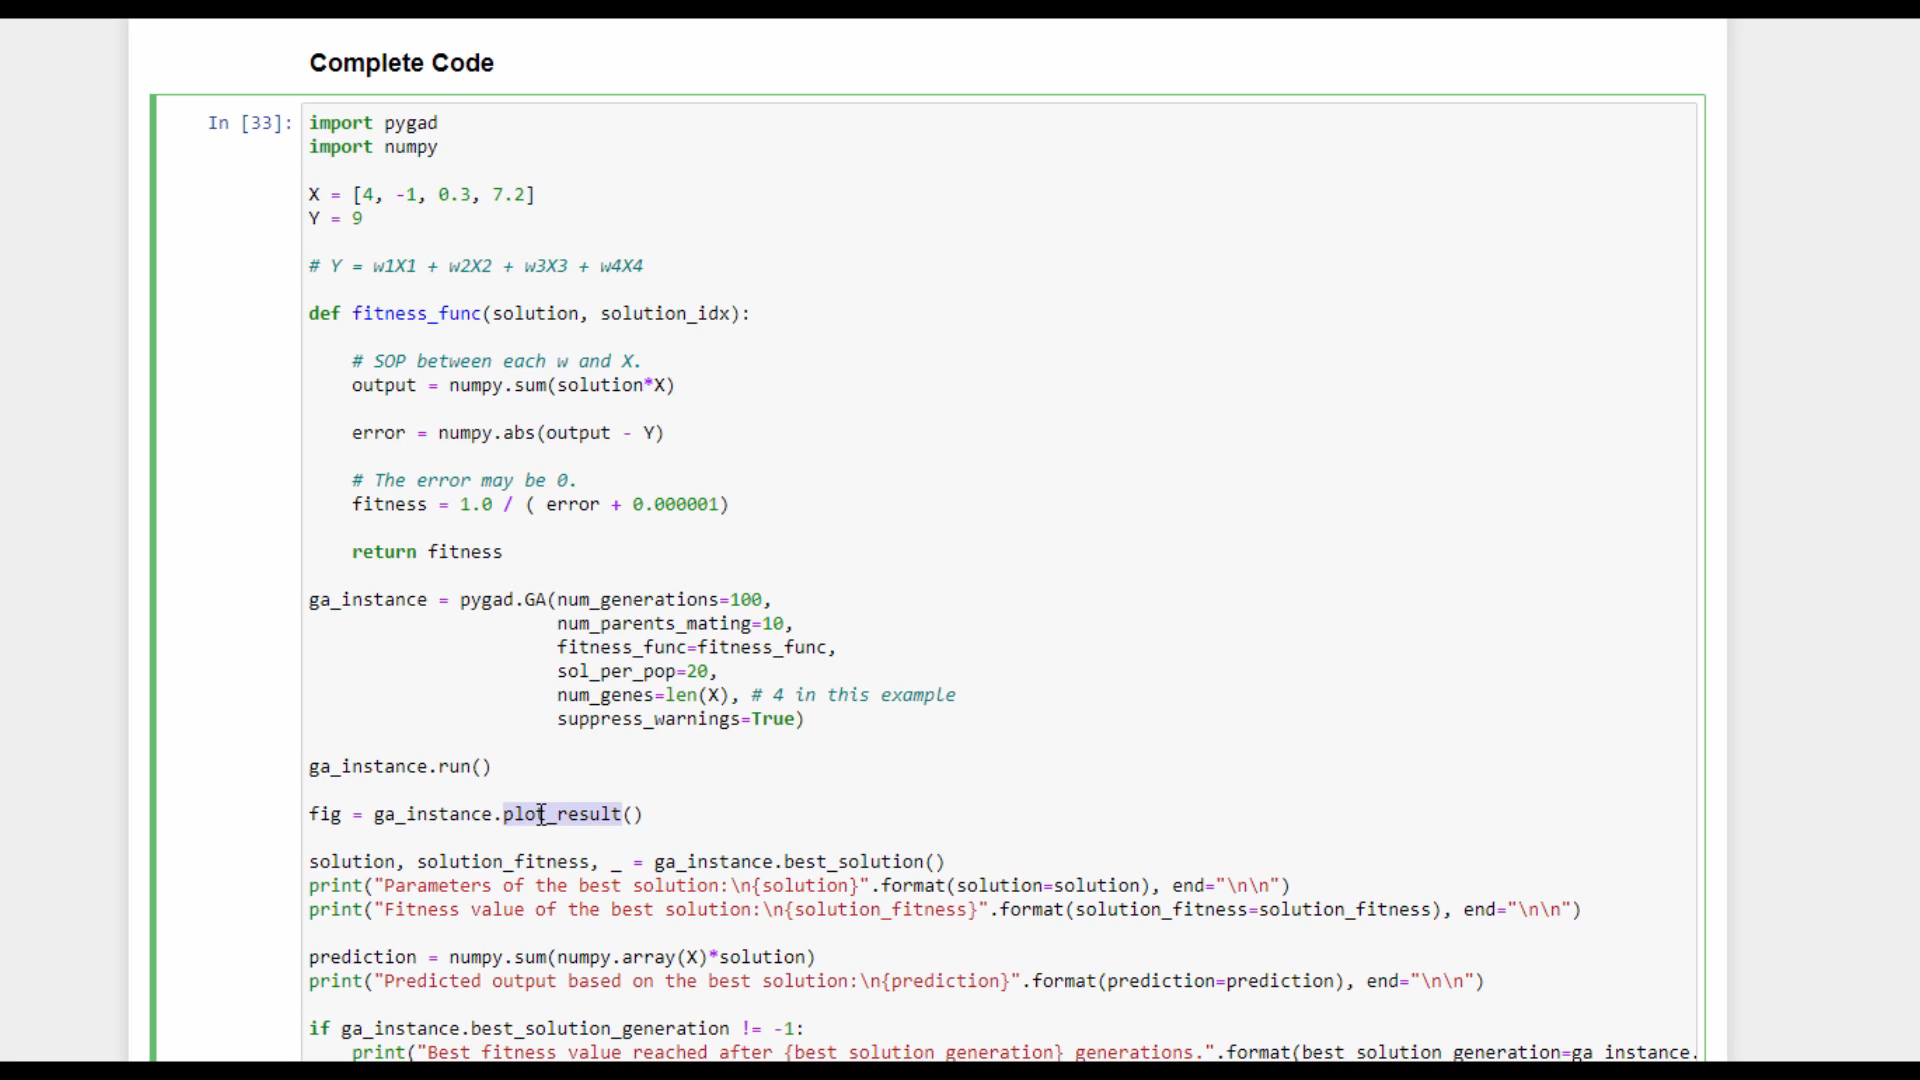 Complete Code
In [33]:
import pygad
import numpy
X = [4, -1, 0.3, 7.2]
Y = 9
# Y = w1X1 + w2X2 + w3X3 + w4X4
def fitness_func(solution, solution_idx):
# SOP between each w and X.
output = numpy.sum(solution*X)
error = numpy.abs(output - Y)
# The error may be 0.
fitness = 1.0 / ( error + 0.000001)
return fitness
ga_instance = pygad.GA(num_generations=100,
num_parents_mating=10,
fitness_func=fitness_func,
sol_per_pop=20,
num_genes=len(X), # 4 in this example
suppress_warnings=True)
ga_instance.run()
fig = ga_instance.plot_result()
solution, solution_fitness, _ = ga_instance.best_solution()
print("Parameters of the best solution:\n{solution}".format(solution=solution), end="\n\n")
print("Fitness value of the best solution:\n{solution_fitness}".format(solution_fitness=solution_fitness), end="\n\n")
prediction = numpy.sum(numpy.array(X)*solution)
print("Predicted output based on the best solution:\n{prediction}".format(prediction=prediction), end="\n\n")
if ga_instance.best_solution_generation != -1:
print("Best fitness value reached after {best_solution_generation} generations.".format(best_solution_generation=ga_instance.